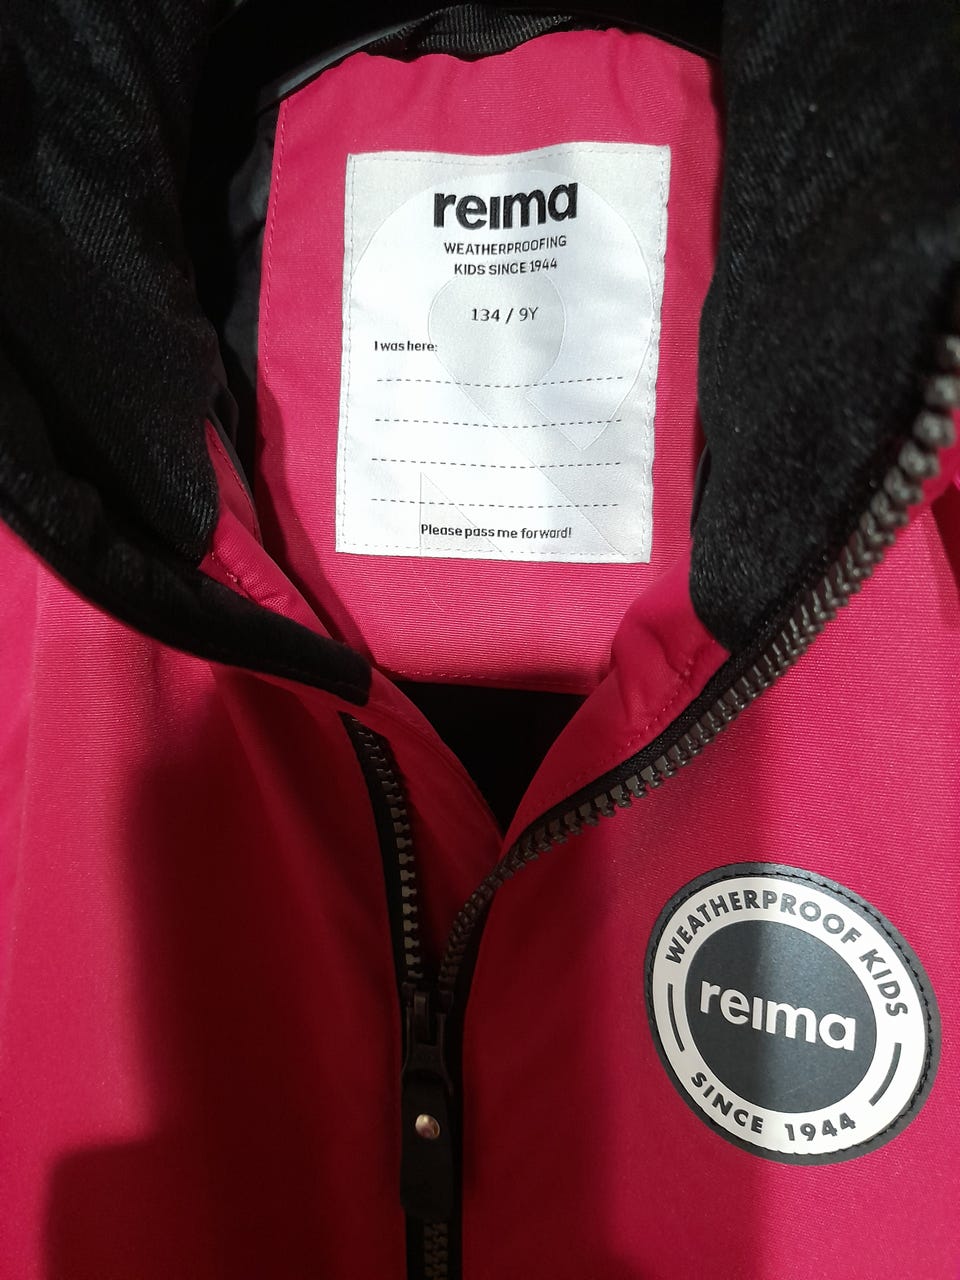 reima
WEATHERPROOFING
KIDS SINCE 1944
134 / 9Y
I was here:
Please pass me forward!
WEATHERPROOF KIDS
reima
SINCE 1944